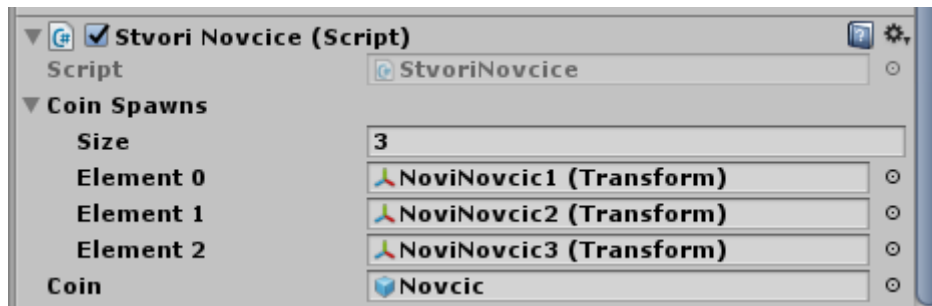 Stvori Novcice (Script)
Script StvoriNovcice
Coin Spawns
Size 3
Element 0 NoviNovcic1 (Transform)
Element 1 NoviNovcic2 (Transform)
Element 2 NoviNovcic3 (Transform)
Coin Novcic